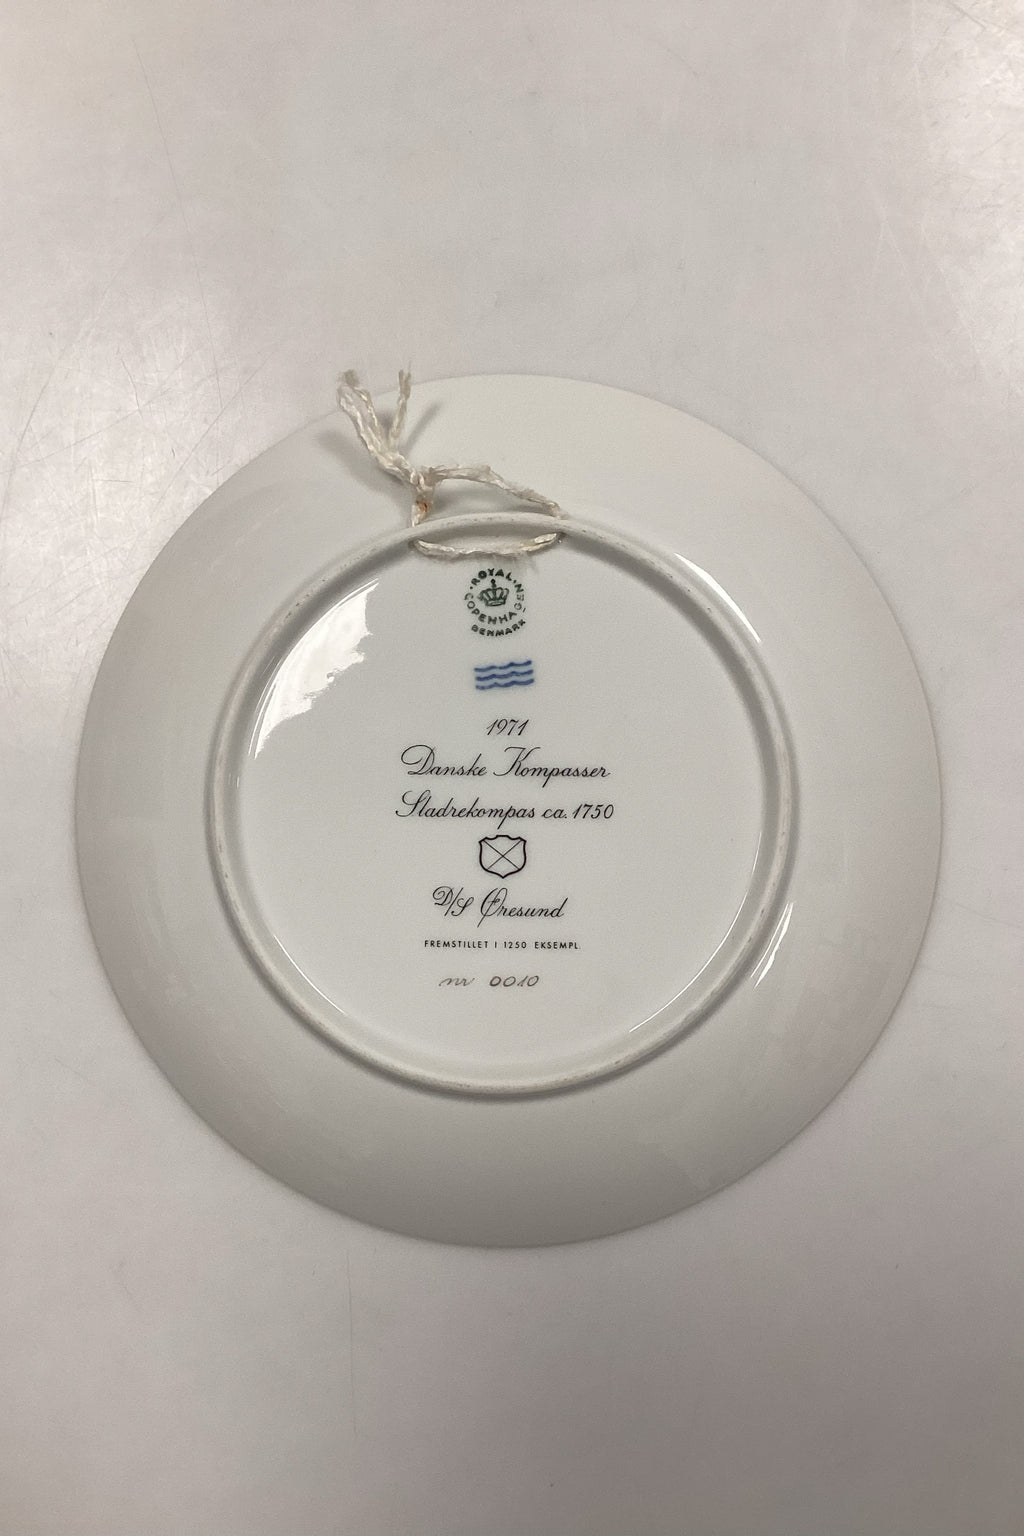 ROYAL
COPENHAGEN
DENMARK
1971
Danske Kompasser
Sladrekompas ca. 1750
D/S Øresund
FREMSTILLET I 1250 EKSEMPL.
nr 0010